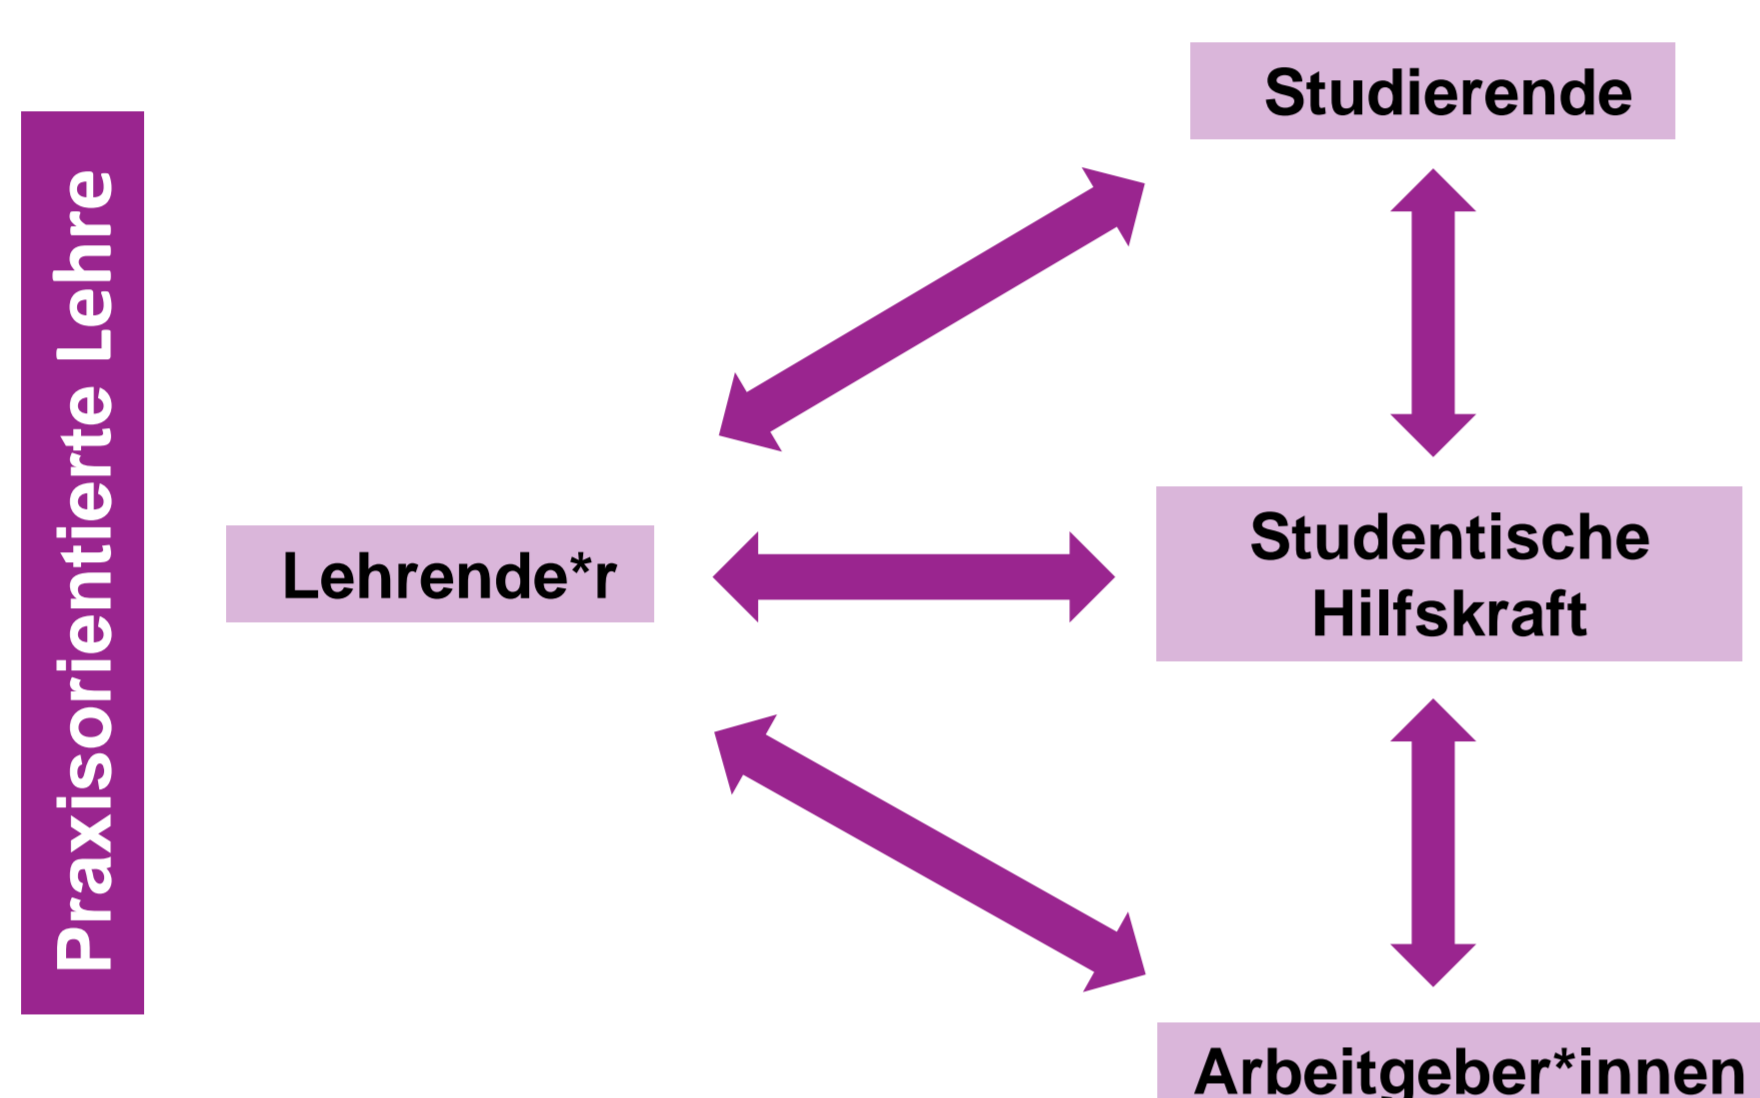 Praxisorientierte Lehre
Studierende
Lehrende*r
Studentische
Hilfskraft
Arbeitgeber*innen